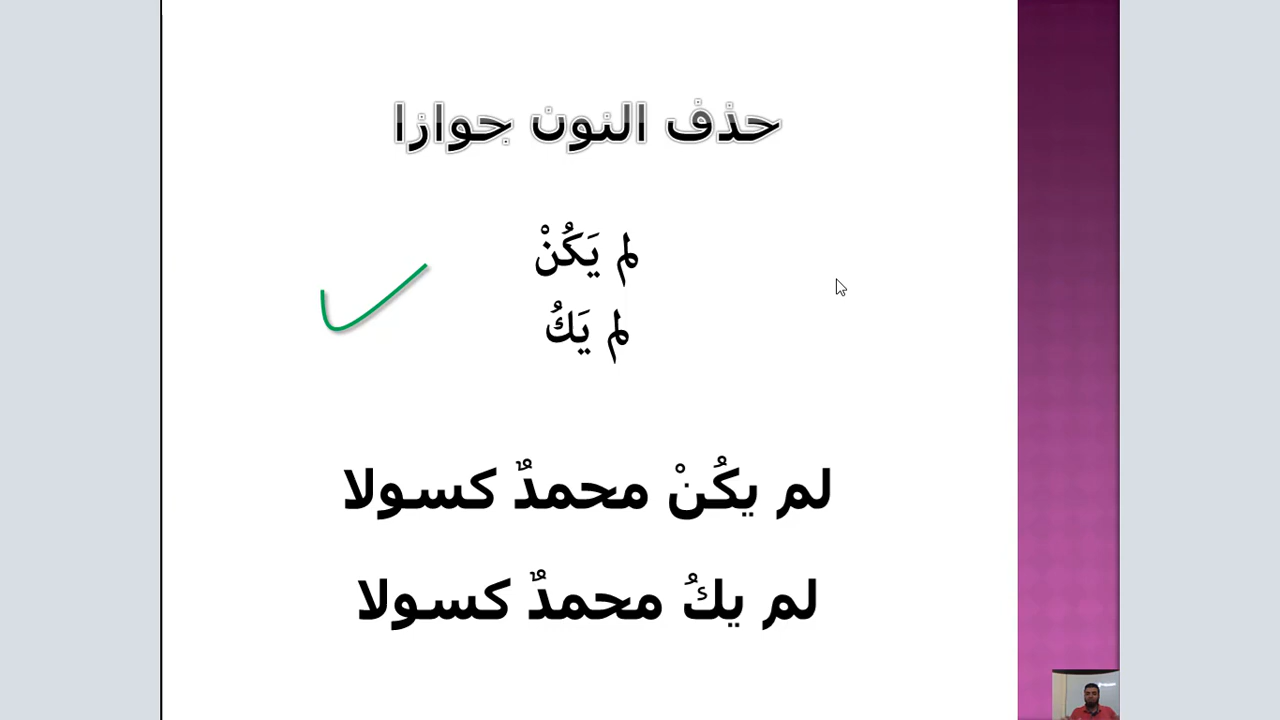 حذف النون جوازا
لم يَكُنْ
لم يَكُ
لم يكُنْ محمدٌ كسولا
لم يكُ محمدٌ كسولا